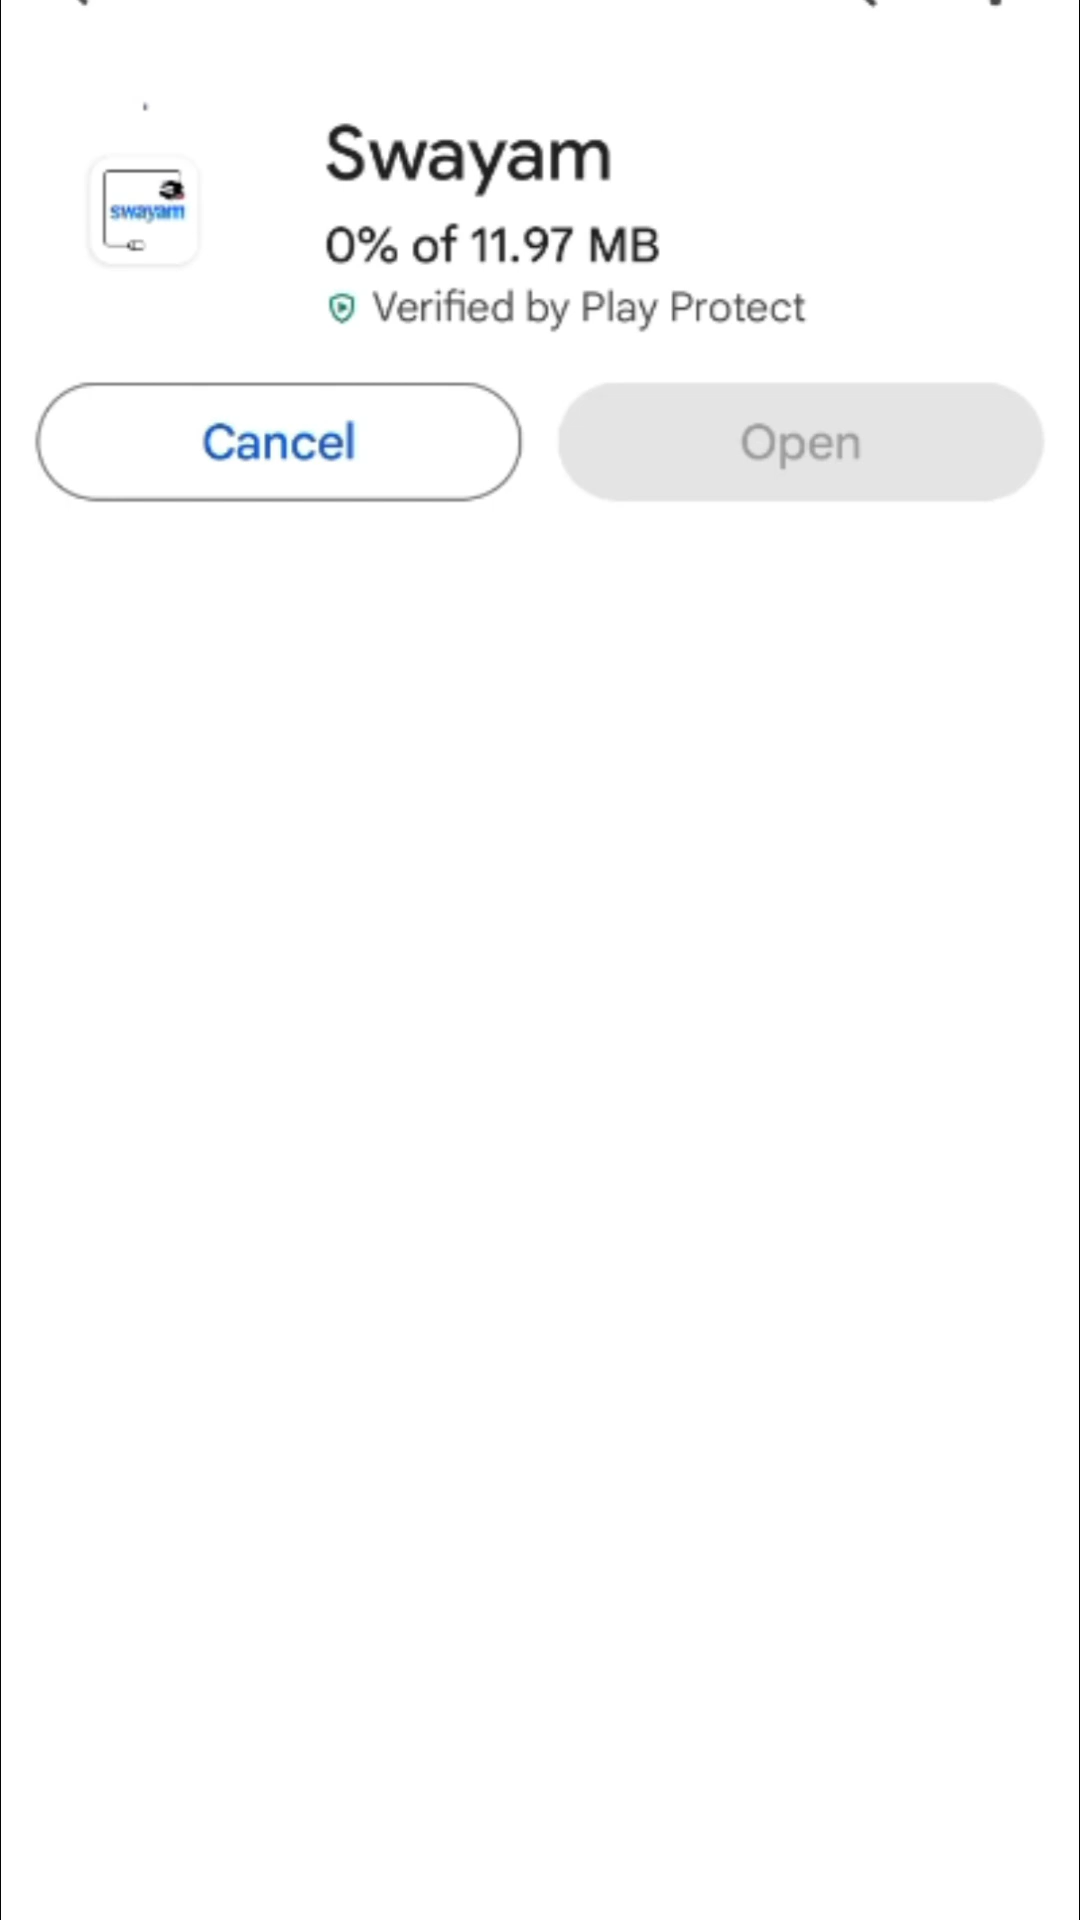 Swayam
swayam
0% of 11.97 MB
Verified by Play Protect
Cancel
Open